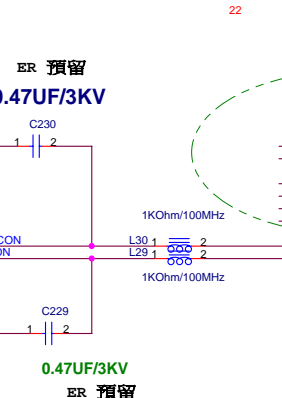 22
ER 預留
0.47UF/3KV
C230
1 2
1KOhm/100MHz
CON L30 1 2
ON L29 1 2
1KOhm/100MHz
C229
1 2
0.47UF/3KV
ER 預留